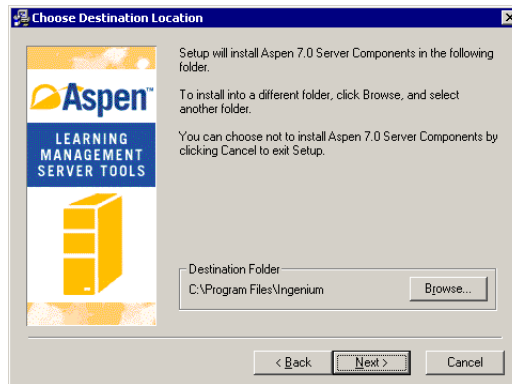 Choose Destination Location
Aspen™
LEARNING
MANAGEMENT
SERVER TOOLS
Setup will install Aspen 7.0 Server Components in the following
folder.
To install into a different folder, click Browse, and select
another folder.
You can choose not to install Aspen 7.0 Server Components by
clicking Cancel to exit Setup.
Destination Folder
C:\Program Files\Ingenium
Browse...
< Back
Next >
Cancel